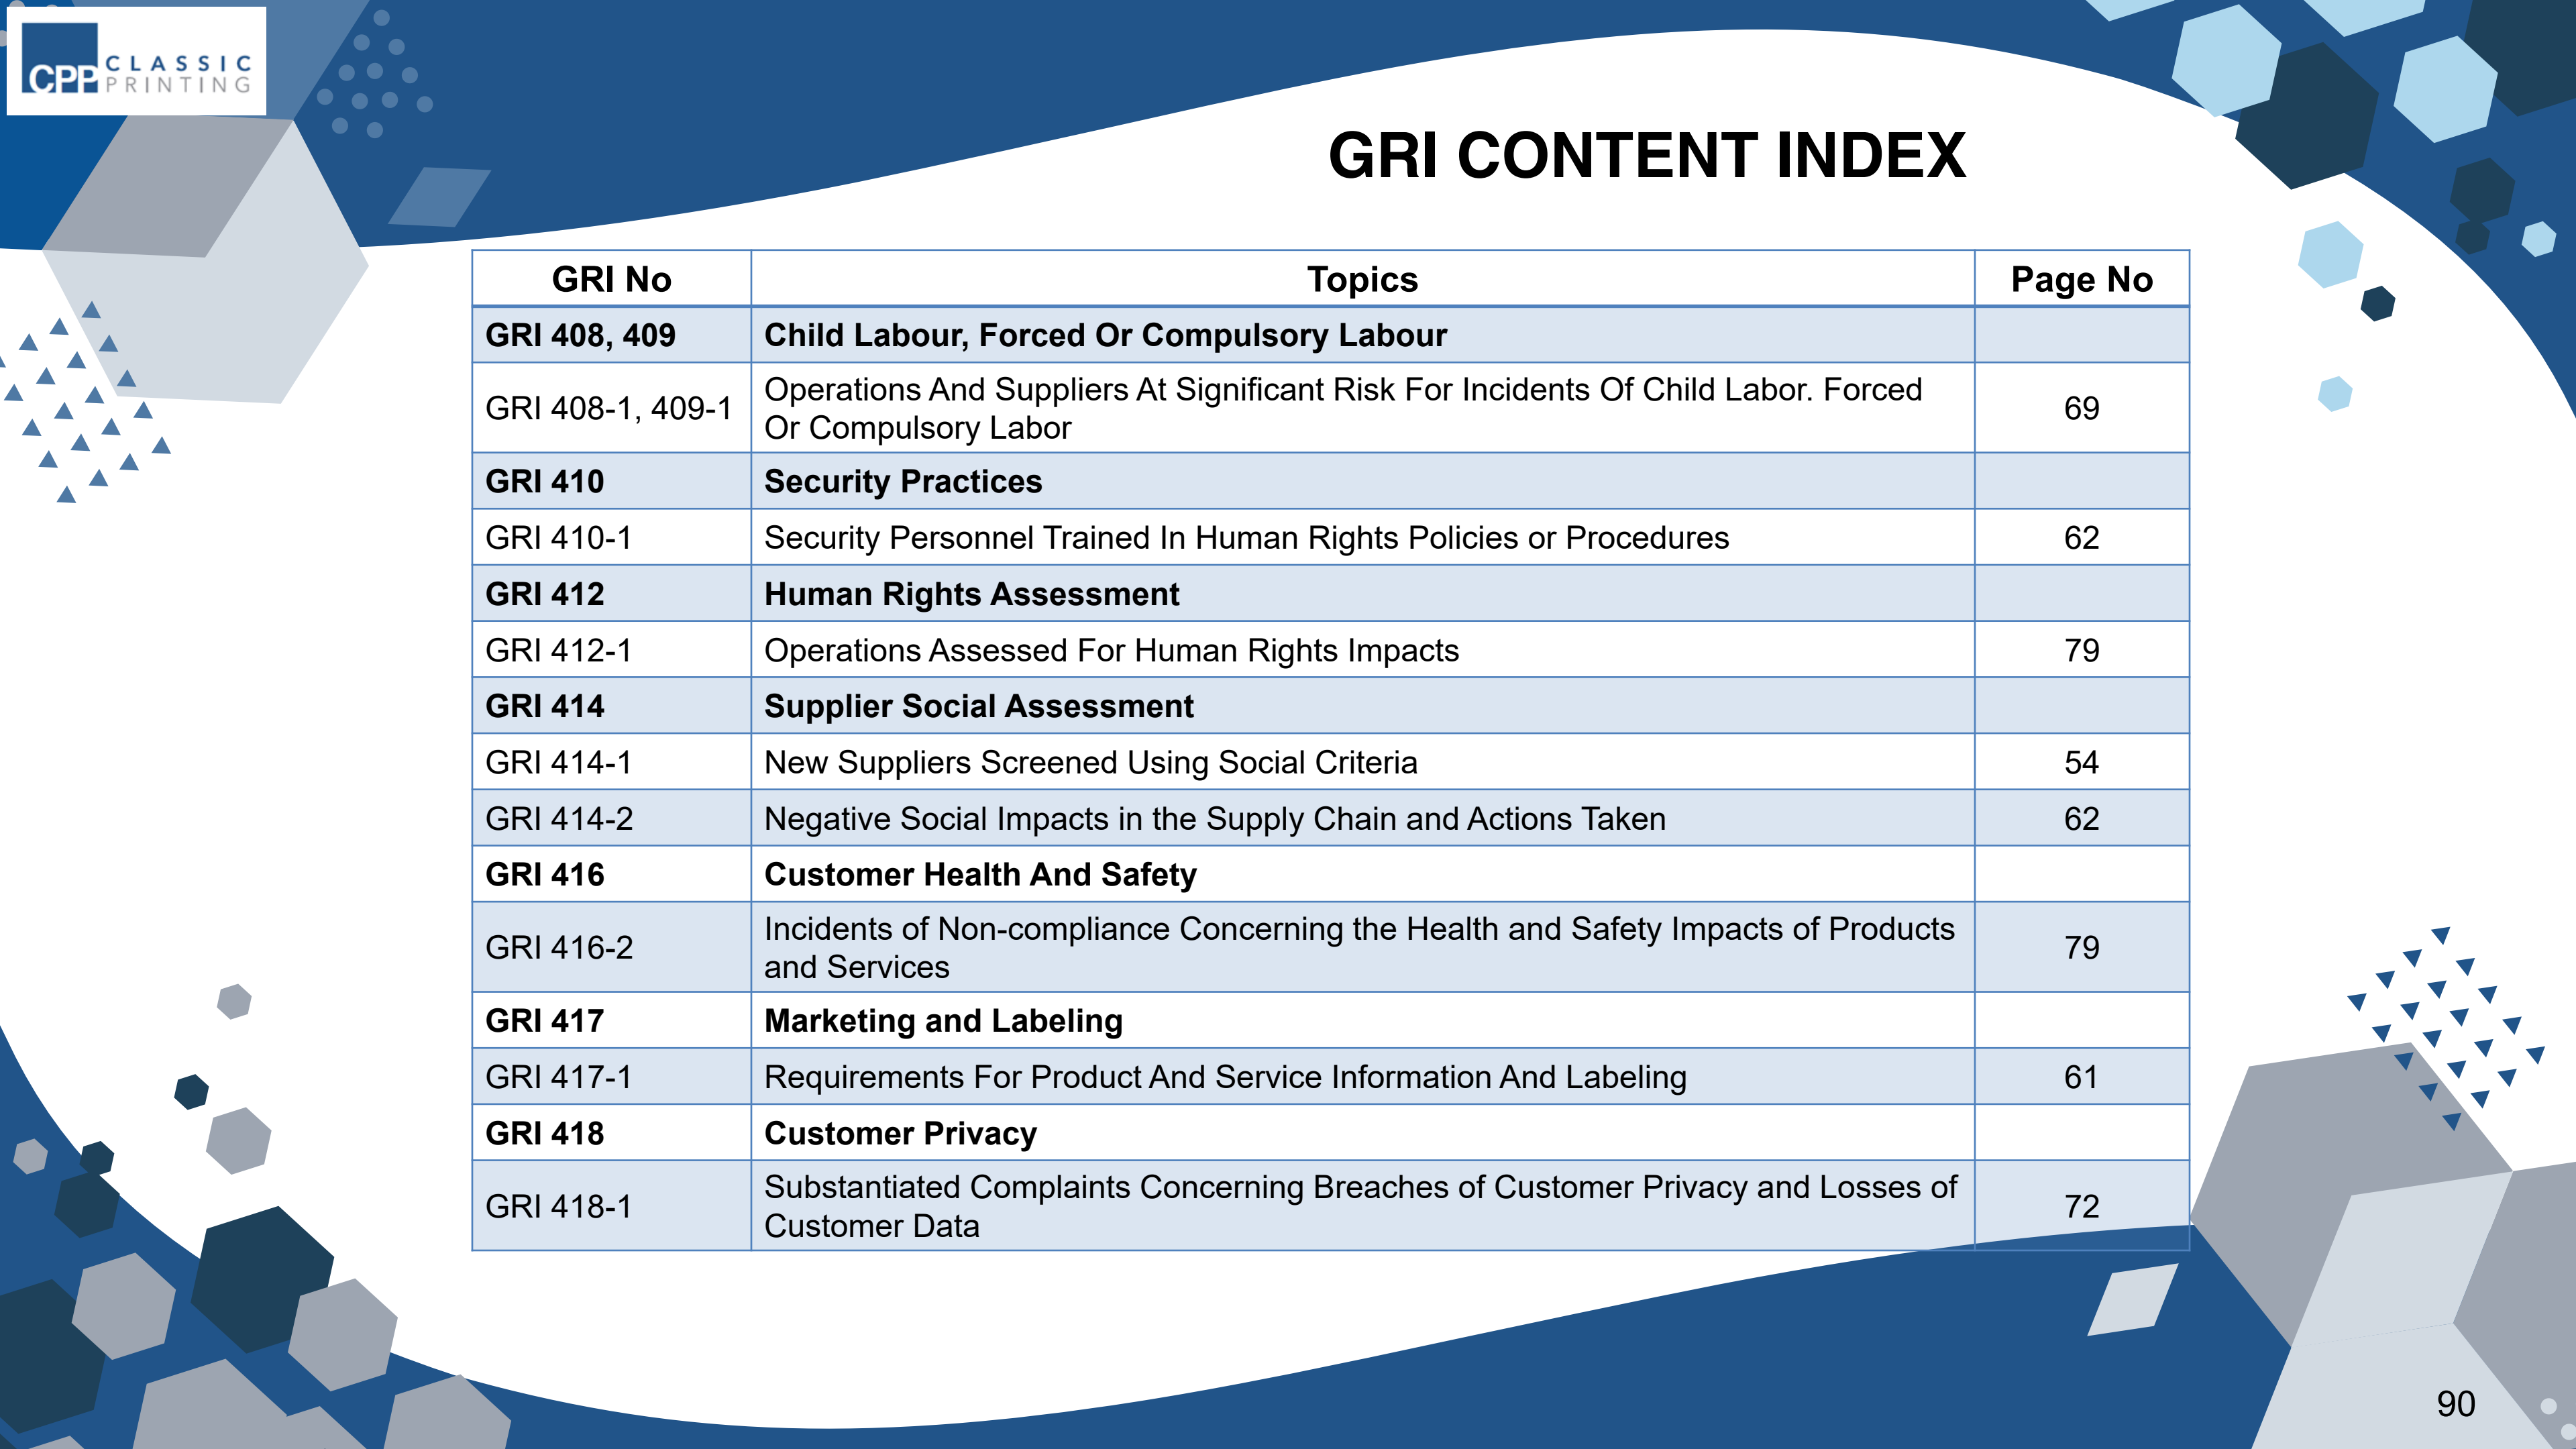 CPP CLASSIC
PRINTING
GRI CONTENT INDEX
GRI No Topics Page No
GRI 408, 409 Child Labour, Forced Or Compulsory Labour
GRI 408-1, 409-1 Operations And Suppliers At Significant Risk For Incidents Of Child Labor. Forced
Or Compulsory Labor 69
GRI 410 Security Practices
GRI 410-1 Security Personnel Trained In Human Rights Policies or Procedures 62
GRI 412 Human Rights Assessment
GRI 412-1 Operations Assessed For Human Rights Impacts 79
GRI 414 Supplier Social Assessment
GRI 414-1 New Suppliers Screened Using Social Criteria 54
GRI 414-2 Negative Social Impacts in the Supply Chain and Actions Taken 62
GRI 416 Customer Health And Safety
GRI 416-2 Incidents of Non-compliance Concerning the Health and Safety Impacts of Products
and Services 79
GRI 417 Marketing and Labeling
GRI 417-1 Requirements For Product And Service Information And Labeling 61
GRI 418 Customer Privacy
GRI 418-1 Substantiated Complaints Concerning Breaches of Customer Privacy and Losses of
Customer Data 72
90